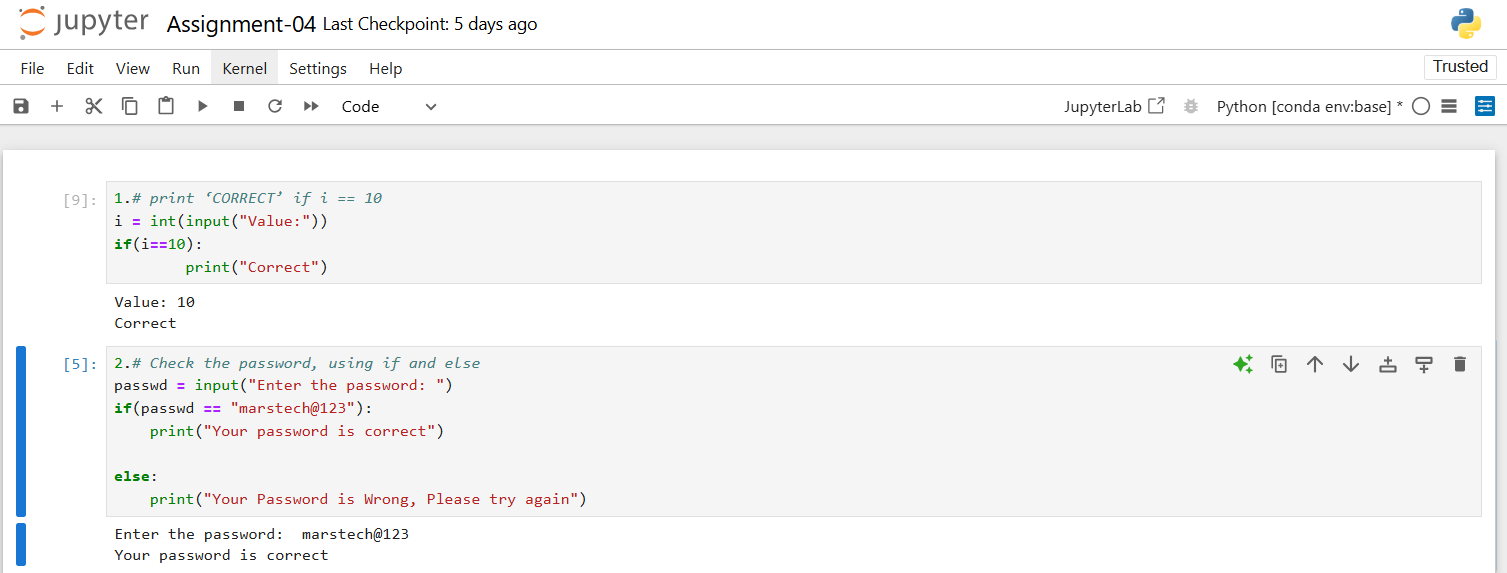 jupyter Assignment-04 Last Checkpoint: 5 days ago
File Edit View Run Kernel Settings Help Trusted
Code JupyterLab Python [conda env:base] *
[9]: 1.# print ‘CORRECT’ if i == 10
i = int(input("Value:"))
if(i==10):
print("Correct")
Value: 10
Correct
[5]: 2.# Check the password, using if and else
passwd = input("Enter the password: ")
if(passwd == "marstech@123"):
print("Your password is correct")
else:
print("Your Password is Wrong, Please try again")
Enter the password:  marstech@123
Your password is correct